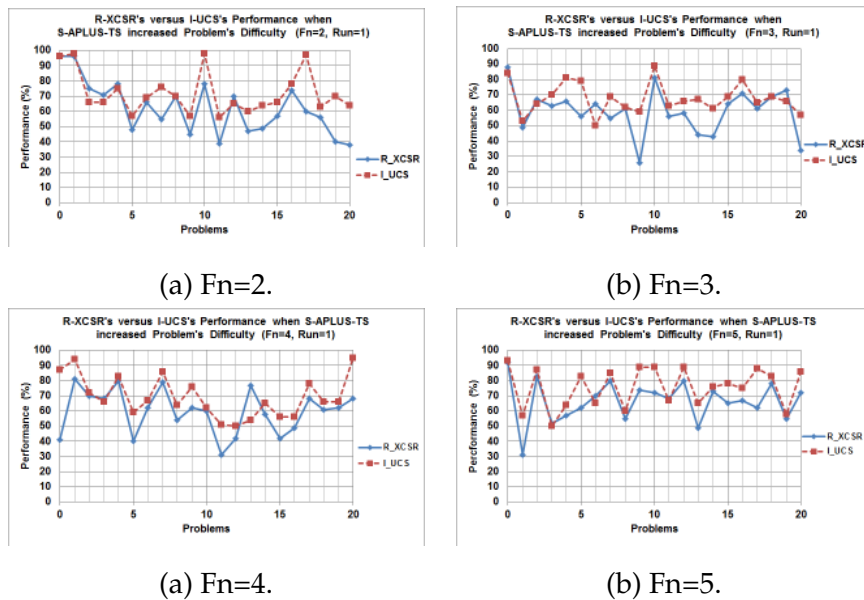 R-XCSR's versus I-UCS's Performance when
S-APLUS-TS increased Problem's Difficulty (Fn=2, Run=1)
Performance (%)
100
90
80
70
60
50
40
30
20
10
0
0 5 10 15 20
Problems
R_XCSR
I_UCS
(a) Fn=2.
R-XCSR's versus I-UCS's Performance when
S-APLUS-TS increased Problem's Difficulty (Fn=3, Run=1)
Performance (%)
100
90
80
70
60
50
40
30
20
10
0
0 5 10 15 20
Problems
R_XCSR
I_UCS
(b) Fn=3.
R-XCSR's versus I-UCS's Performance when S-APLUS-TS
increased Problem's Difficulty (Fn=4, Run=1)
Performance (%)
100
90
80
70
60
50
40
30
20
10
0
0 5 10 15 20
Problems
R_XCSR
I_UCS
(a) Fn=4.
R-XCSR's versus I-UCS's Performance when S-APLUS-TS
increased Problem's Difficulty (Fn=5, Run=1)
100
90
80
70
60
50
40
30
20
10
0
0 5 10 15 20
Problems
R_XCSR
I_UCS
(b) Fn=5.